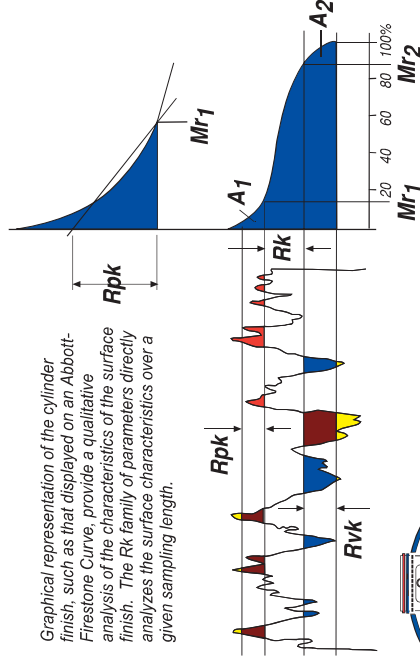 Graphical representation of the cylinder
finish, such as that displayed on an Abbott-
Firestone Curve, provide a qualitative
analysis of the characteristics of the surface
finish. The Rk family of parameters directly
analyzes the surface characteristics over a
given sampling length.
Rpk
Mr1
Rpk
Rvk
Rk
A1
A2
20
40
60
80
100%
Mr1
Mr2